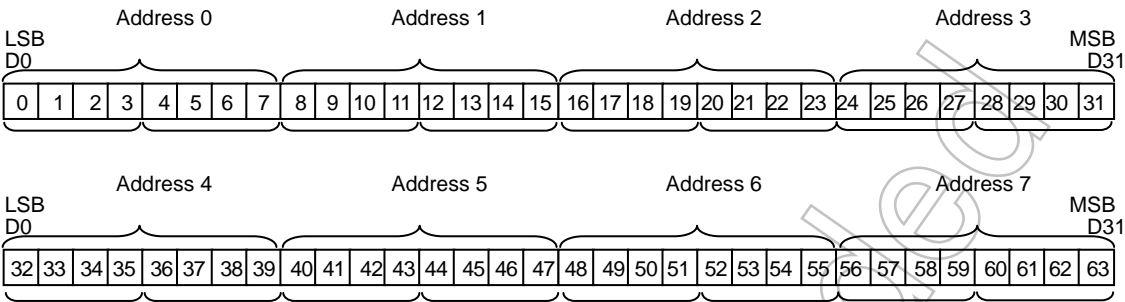 Address 0 Address 1 Address 2 Address 3
LSB MSB
D0 D31
0 1 2 3 4 5 6 7 8 9 10 11 12 13 14 15 16 17 18 19 20 21 22 23 24 25 26 27 28 29 30 31
Address 4 Address 5 Address 6 Address 7
LSB MSB
D0 D31
32 33 34 35 36 37 38 39 40 41 42 43 44 45 46 47 48 49 50 51 52 53 54 55 56 57 58 59 60 61 62 63
ded